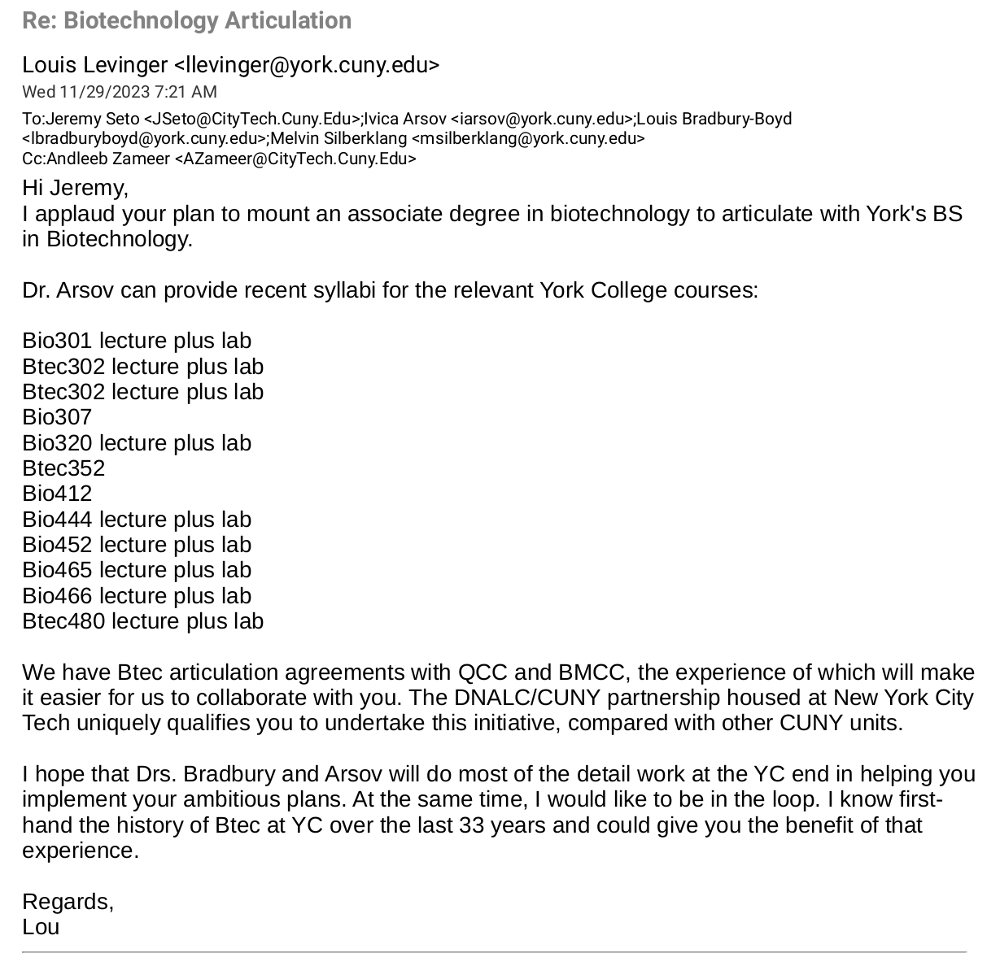 Re: Biotechnology Articulation
Louis Levinger <llevinger@york.cuny.edu>
Wed 11/29/2023 7:21 AM
To:Jeremy Seto <JSeto@CityTech.Cuny.Edu>;Ivica Arsov <iarsov@york.cuny.edu>;Louis Bradbury-Boyd
<lbradburyboyd@york.cuny.edu>;Melvin Silberklang <msilberklang@york.cuny.edu>
Cc:Andleeb Zameer <AZameer@CityTech.Cuny.Edu>
Hi Jeremy,
I applaud your plan to mount an associate degree in biotechnology to articulate with York's BS
in Biotechnology.
Dr. Arsov can provide recent syllabi for the relevant York College courses:
Bio301 lecture plus lab
Btec302 lecture plus lab
Btec302 lecture plus lab
Bio307
Bio320 lecture plus lab
Btec352
Bio412
Bio444 lecture plus lab
Bio452 lecture plus lab
Bio465 lecture plus lab
Bio466 lecture plus lab
Btec480 lecture plus lab
We have Btec articulation agreements with QCC and BMCC, the experience of which will make
it easier for us to collaborate with you. The DNALC/CUNY partnership housed at New York City
Tech uniquely qualifies you to undertake this initiative, compared with other CUNY units.
I hope that Drs. Bradbury and Arsov will do most of the detail work at the YC end in helping you
implement your ambitious plans. At the same time, I would like to be in the loop. I know first-
hand the history of Btec at YC over the last 33 years and could give you the benefit of that
experience.
Regards,
Lou